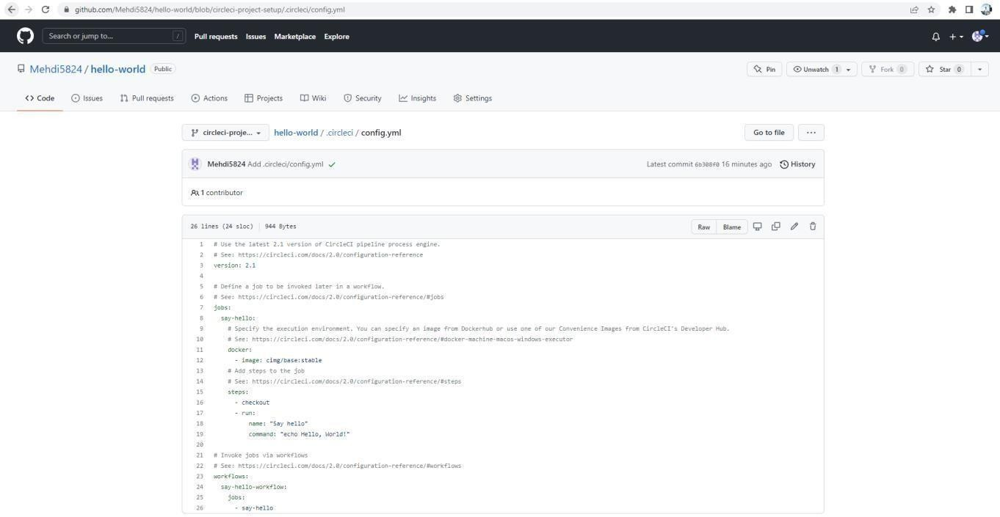 github.com/Mehdi5824/hello-world/blob/circleci-project-setup/.circleci/config.yml
Search or jump to... / Pull requests Issues Marketplace Explore
Mehdi5824 / hello-world Public Pin Unwatch 1 Fork 0 Star 0
Code Issues Pull requests Actions Projects Wiki Security Insights Settings
circleci-proje... hello-world / .circleci / config.yml Go to file ...
Mehdi5824 Add .circleci/config.yml Latest commit 6b308f0 16 minutes ago History
1 contributor
26 lines (24 sloc) 944 Bytes Raw Blame
1 # Use the latest 2.1 version of CircleCI pipeline process engine.
2 # See: https://circleci.com/docs/2.0/configuration-reference
3 version: 2.1
4
5 # Define a job to be invoked later in a workflow.
6 # See: https://circleci.com/docs/2.0/configuration-reference/#jobs
7 jobs:
8   say-hello:
9     # Specify the execution environment. You can specify an image from Dockerhub or use one of our Convenience Images from CircleCI's Developer Hub.
10     # See: https://circleci.com/docs/2.0/configuration-reference/#docker-machine-macos-windows-executor
11     docker:
12       - image: cimg/base:stable
13     # Add steps to the job
14     # See: https://circleci.com/docs/2.0/configuration-reference/#steps
15     steps:
16       - checkout
17       - run:
18           name: "Say hello"
19           command: "echo Hello, World!"
20
21 # Invoke jobs via workflows
22 # See: https://circleci.com/docs/2.0/configuration-reference/#workflows
23 workflows:
24   say-hello-workflow:
25     jobs:
26       - say-hello